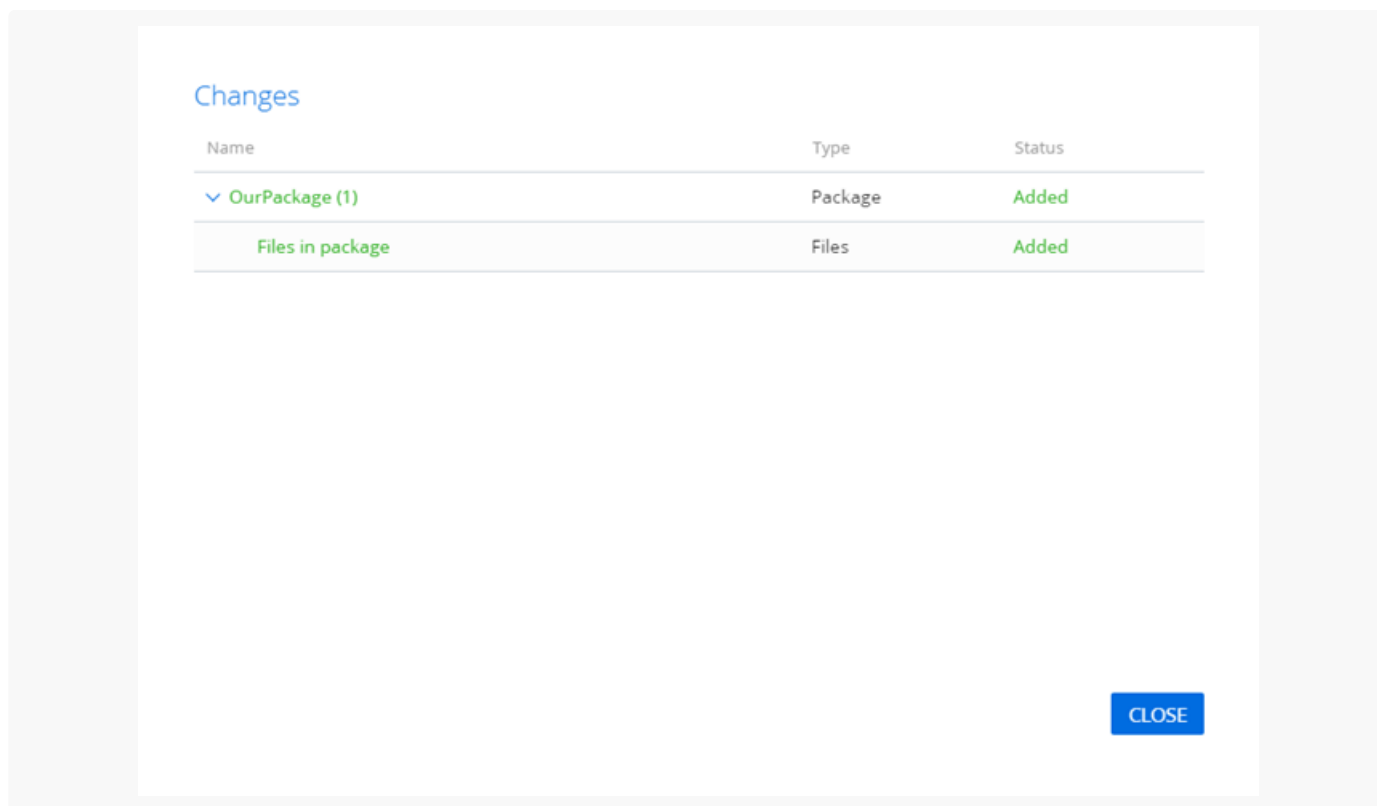 Changes
Name Type Status
OurPackage (1) Package Added
Files in package Files Added
CLOSE